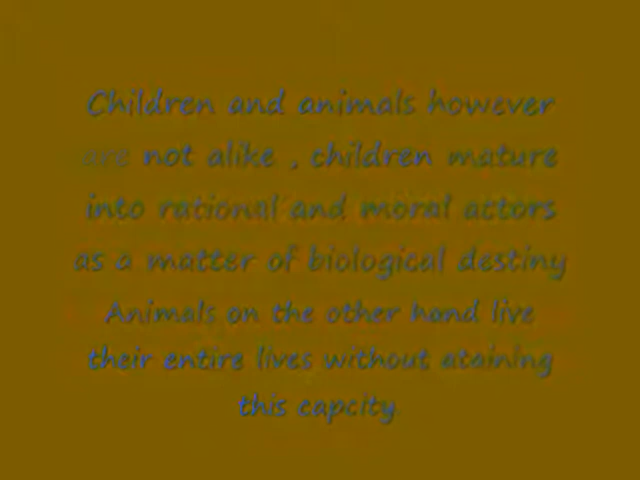 Children and animals however
are not alike , children mature
into rational and moral actors
as a matter of biological destiny
Animals on the other hand live
their entire lives without ataining
this capcity.